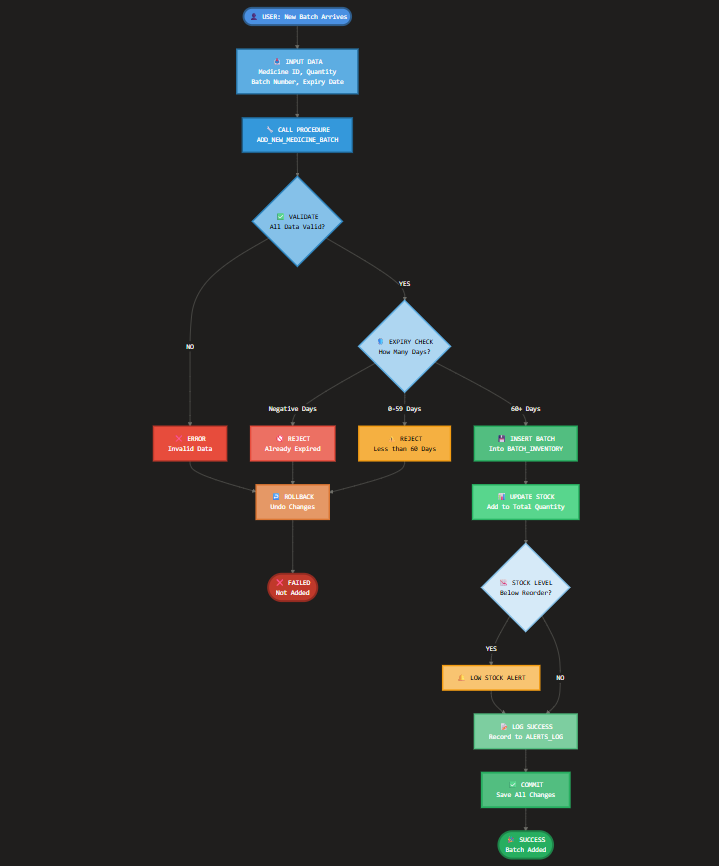 USER: New Batch Arrives
INPUT DATA
Medicine ID, Quantity
Batch Number, Expiry Date
CALL PROCEDURE
ADD_NEW_MEDICINE_BATCH
VALIDATE
All Data Valid?
YES
NO
EXPIRY CHECK
How Many Days?
Negative Days
0-59 Days
60+ Days
ERROR
Invalid Data
REJECT
Already Expired
REJECT
Less than 60 Days
INSERT BATCH
Into BATCH_INVENTORY
ROLLBACK
Undo Changes
UPDATE STOCK
Add to Total Quantity
FAILED
Not Added
STOCK LEVEL
Below Reorder?
YES
NO
LOW STOCK ALERT
LOG SUCCESS
Record to ALERTS_LOG
COMMIT
Save All Changes
SUCCESS
Batch Added